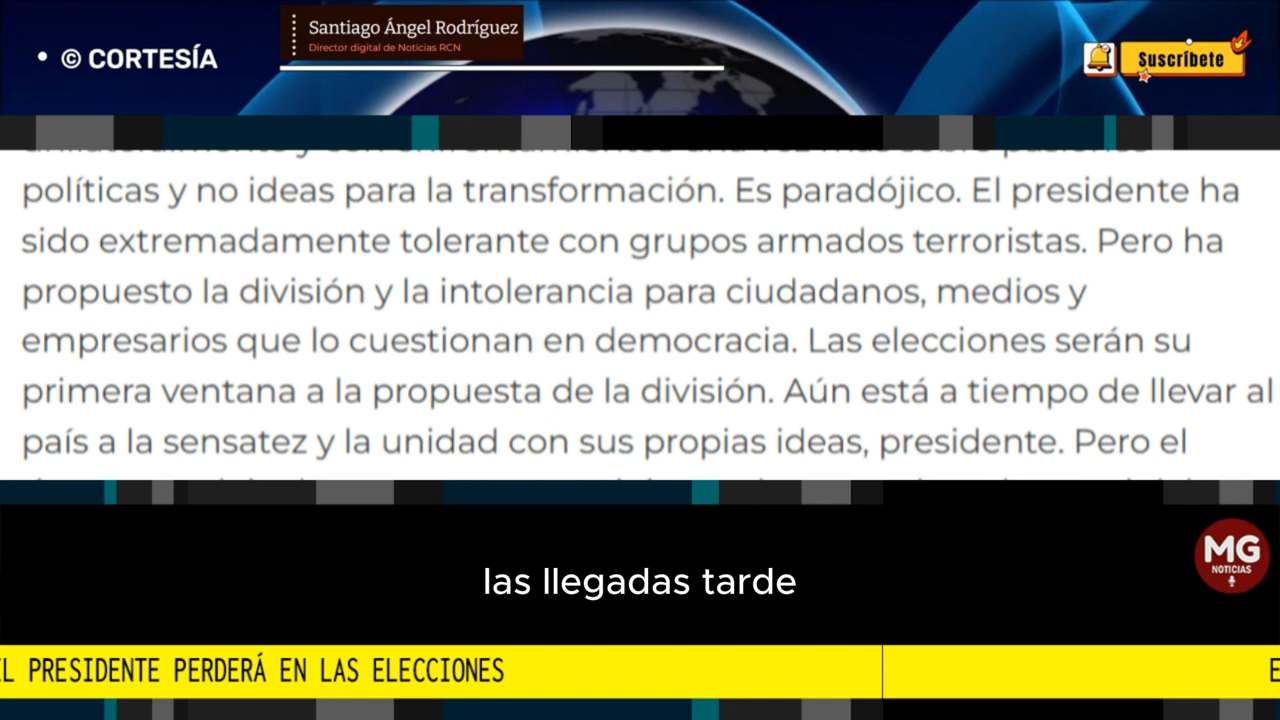 • © CORTESÍA
Santiago Ángel Rodríguez
Director digital de Noticias RCN
Suscríbete
políticas y no ideas para la transformación. Es paradójico. El presidente ha
sido extremadamente tolerante con grupos armados terroristas. Pero ha
propuesto la división y la intolerancia para ciudadanos, medios y
empresarios que lo cuestionan en democracia. Las elecciones serán su
primera ventana a la propuesta de la división. Aún está a tiempo de llevar al
país a la sensatez y la unidad con sus propias ideas, presidente. Pero el
las llegadas tarde
MG
NOTICIAS
L PRESIDENTE PERDERÁ EN LAS ELECCIONES
E